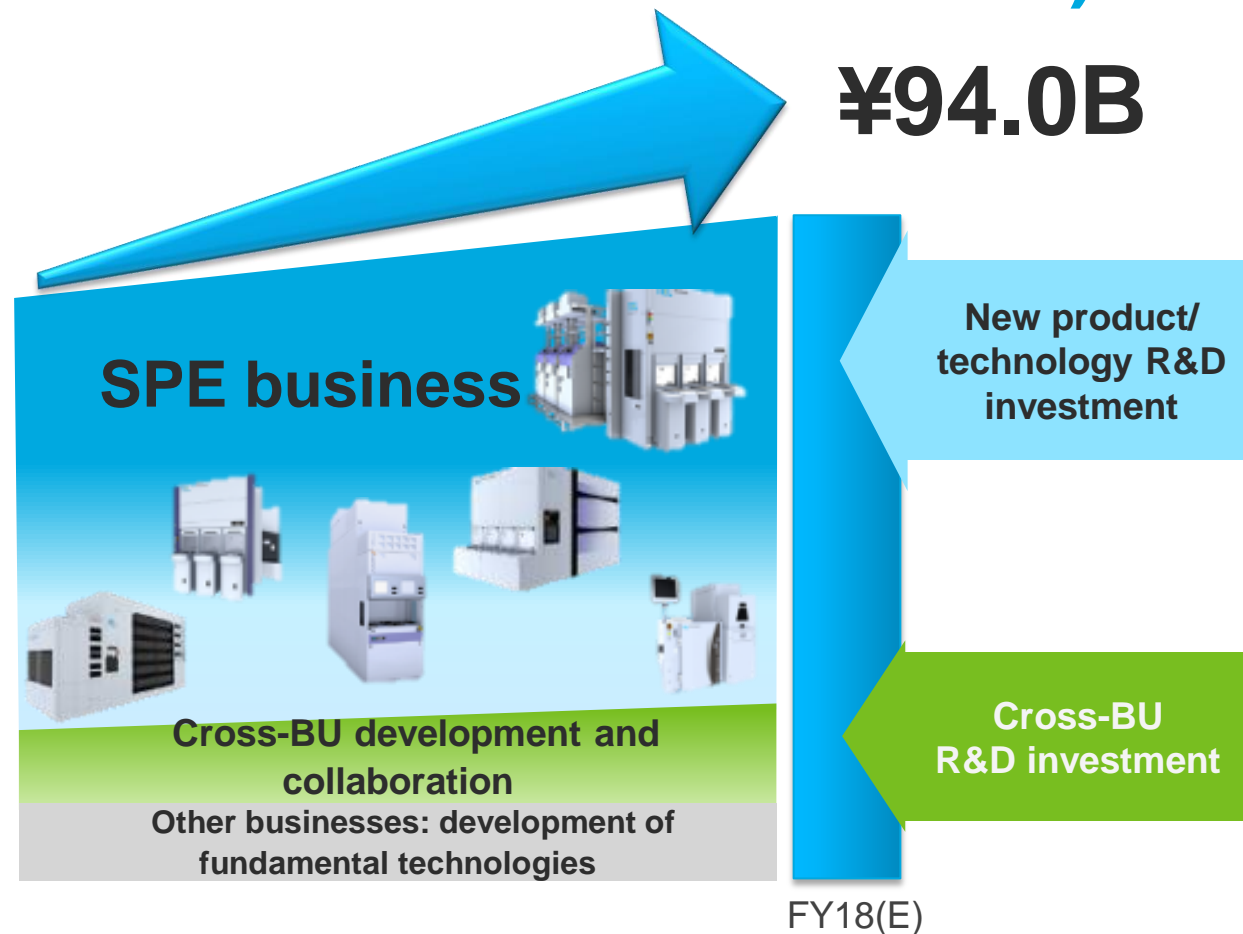 ¥94.0B
New product/
technology R&D
investment
SPE business
Cross-BU
R&D investment
Cross-BU development and
collaboration
Other businesses: development of
fundamental technologies
FY18(E)